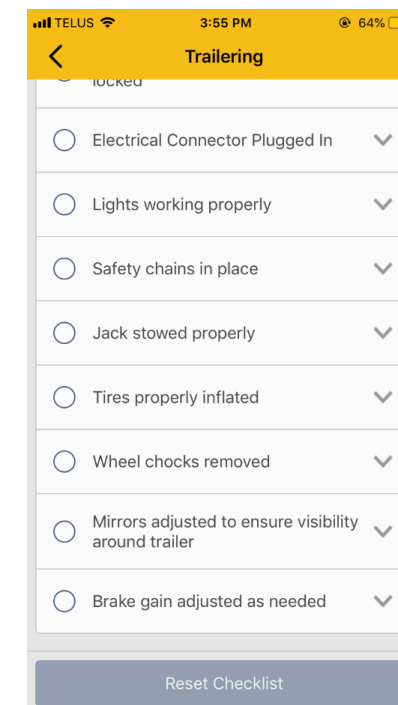 TELUS 3:55 PM 64%
Trailering
locked
Electrical Connector Plugged In
Lights working properly
Safety chains in place
Jack stowed properly
Tires properly inflated
Wheel chocks removed
Mirrors adjusted to ensure visibility
around trailer
Brake gain adjusted as needed
Reset Checklist